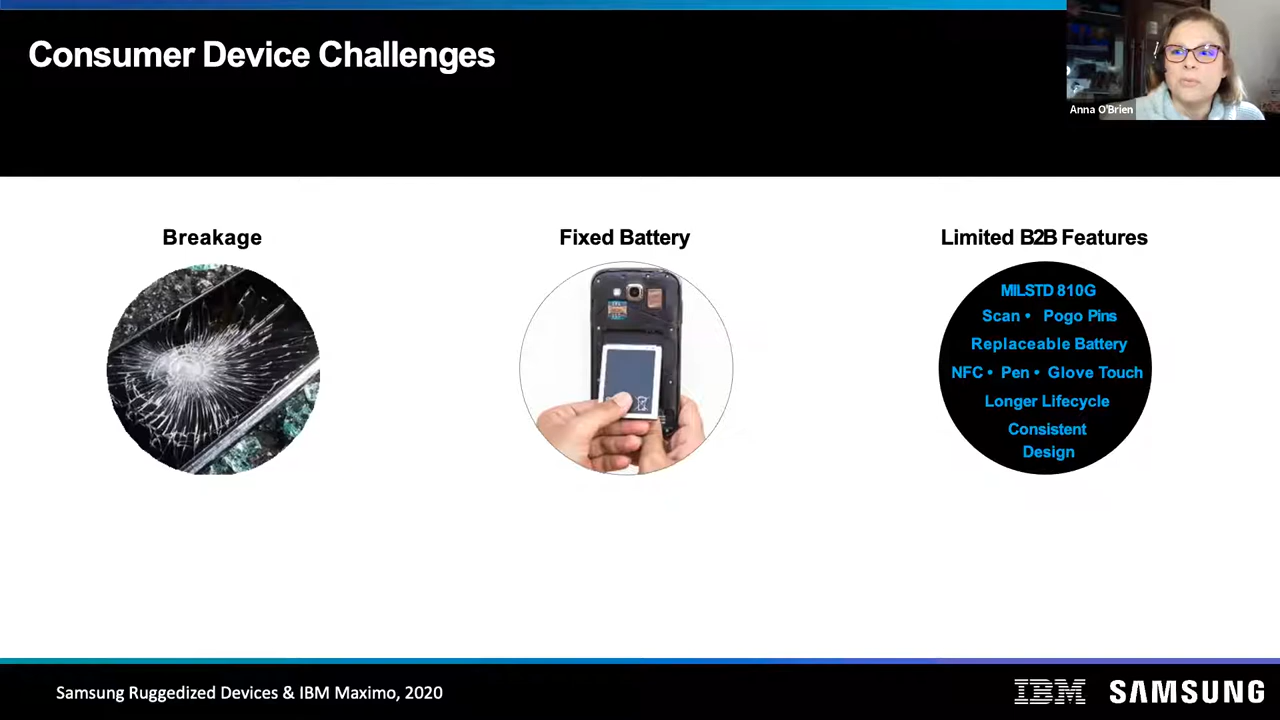 Consumer Device Challenges
Anna O'Brien
Breakage
Fixed Battery
Limited B2B Features
MILSTD 810G
Scan • Pogo Pins
Replaceable Battery
NFC • Pen • Glove Touch
Longer Lifecycle
Consistent
Design
Samsung Ruggedized Devices & IBM Maximo, 2020
IBM
SAMSUNG